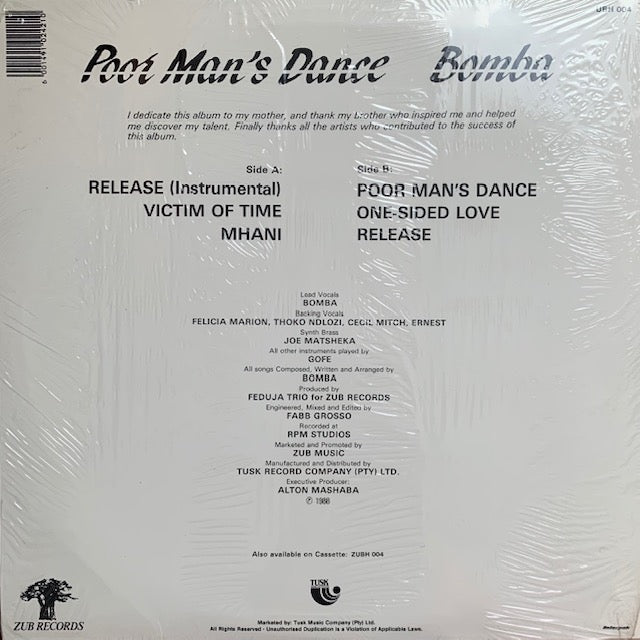 UBH 004
6 001491 024210
Poor Man's Dance Bomba
I dedicate this album to my mother, and thank my brother who inspired me and helped
me discover my talent. Finally thanks all the artists who contributed to the success of
this album.
Side A:
RELEASE (Instrumental)
VICTIM OF TIME
MHANI
Side B:
POOR MAN'S DANCE
ONE-SIDED LOVE
RELEASE
Lead Vocals
BOMBA
Backing Vocals
FELICIA MARION, THOKO NDLOZI, CECIL MITCH, ERNEST
Synth Brass
JOE MATSHEKA
All other instruments played by
GOFE
All songs Composed, Written and Arranged by
BOMBA
Produced by
FEDUJA TRIO for ZUB RECORDS
Engineered, Mixed and Edited by
FABB GROSSO
Recorded at
RPM STUDIOS
Marketed and Promoted by
ZUB MUSIC
Manufactured and Distributed by
TUSK RECORD COMPANY (PTY) LTD.
Executive Producer:
ALTON MASHABA
℗ 1988
Also available on Cassette: ZUBH 004
TUSK
ZUB RECORDS
Marketed by: Tusk Music Company (Pty) Ltd.
All Rights Reserved - Unauthorised Duplication is a Violation of Applicable Laws.